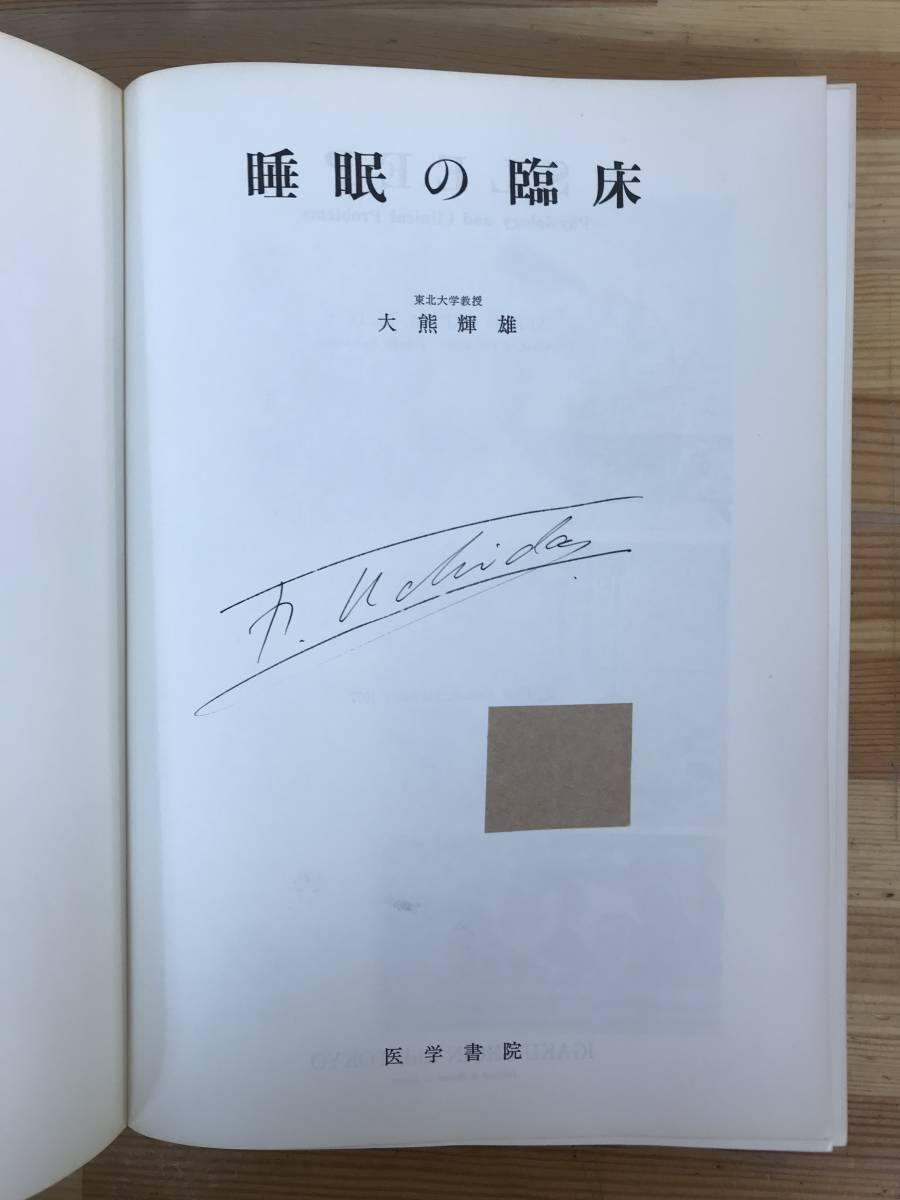 睡眠の臨床
東北大学教授
大熊輝雄
Uchida
医学書院